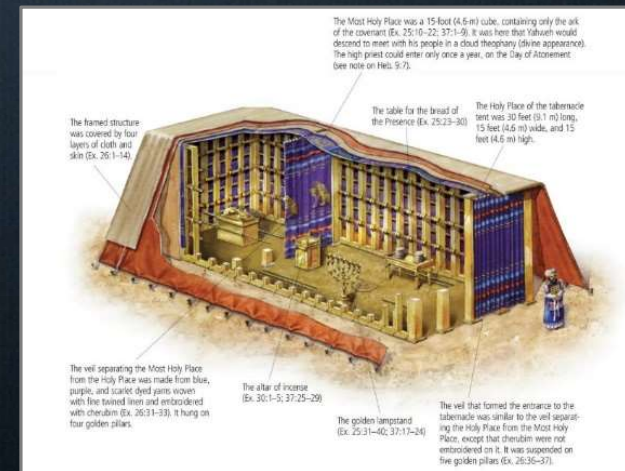 The Most Holy Place was a 15-foot (4.6-m) cube, containing only the ark
of the covenant (Ex. 25:10–22; 37:1–9). It was here that Yahweh would
descend to meet with his people in a cloud theophany (divine appearance).
The high priest could enter only once a year, on the Day of Atonement
(see note on Heb. 9:7).
The framed structure
was covered by four
layers of cloth and
skin (Ex. 26:1–14).
The table for the bread of
the Presence (Ex. 25:23–30)
The Holy Place of the tabernacle
tent was 30 feet (9.1 m) long,
15 feet (4.6 m) wide, and 15
feet (4.6 m) high.
The veil separating the Most Holy Place
from the Holy Place was made from blue,
purple, and scarlet dyed yarns woven
with fine twined linen and embroidered
with cherubim (Ex. 26:31–33). It hung on
four golden pillars.
The altar of incense
(Ex. 30:1–5; 37:25–29)
The golden lampstand
(Ex. 25:31–40; 37:17–24)
The veil that formed the entrance to the
tabernacle was similar to the veil separat-
ing the Holy Place from the Most Holy
Place, except that cherubim were not
embroidered on it. It was suspended on
five golden pillars (Ex. 26:36–37).